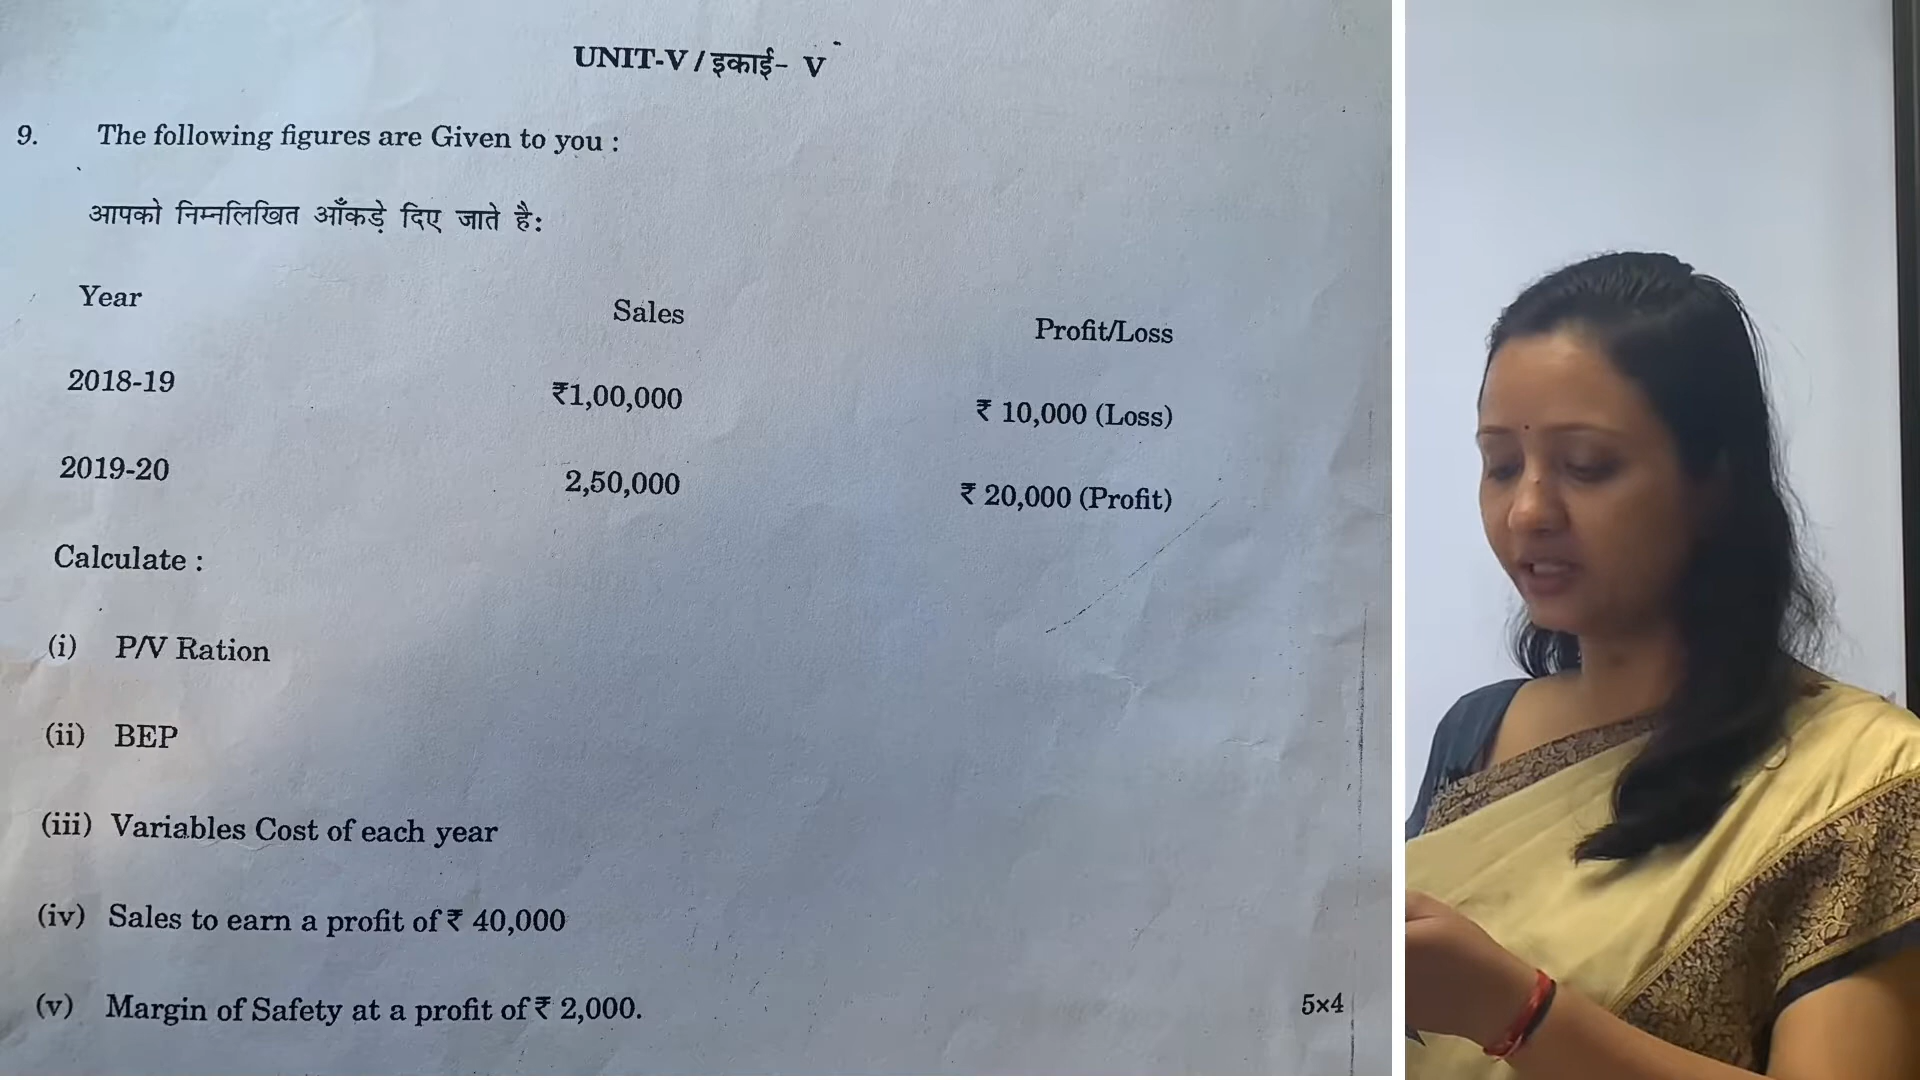 UNIT-V / इकाई- V
9. The following figures are Given to you :
आपको निम्नलिखित आँकड़े दिए जाते है:
Year Sales Profit/Loss
2018-19 ₹1,00,000 ₹ 10,000 (Loss)
2019-20 2,50,000 ₹ 20,000 (Profit)
Calculate :
(i) P/V Ration
(ii) BEP
(iii) Variables Cost of each year
(iv) Sales to earn a profit of ₹ 40,000
(v) Margin of Safety at a profit of ₹ 2,000.
5×4